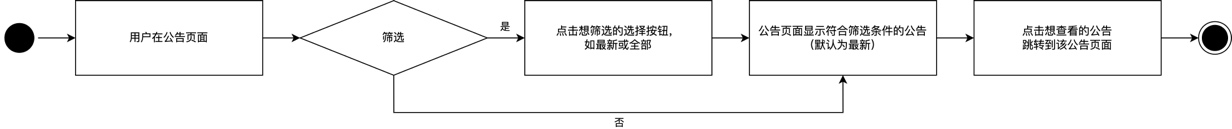 用户在公告页面
筛选
是
点击想筛选的选择按钮，
如最新或全部
公告页面显示符合筛选条件的公告
（默认为最新）
点击想查看的公告
跳转到该公告页面
否